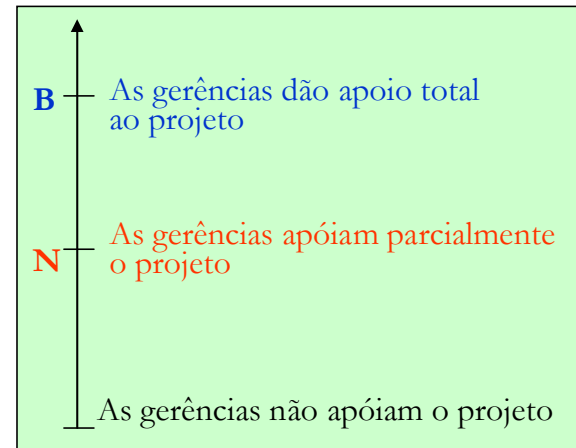 B As gerências dão apoio total
ao projeto
As gerências apóiam parcialmente
N o projeto
As gerências não apóiam o projeto